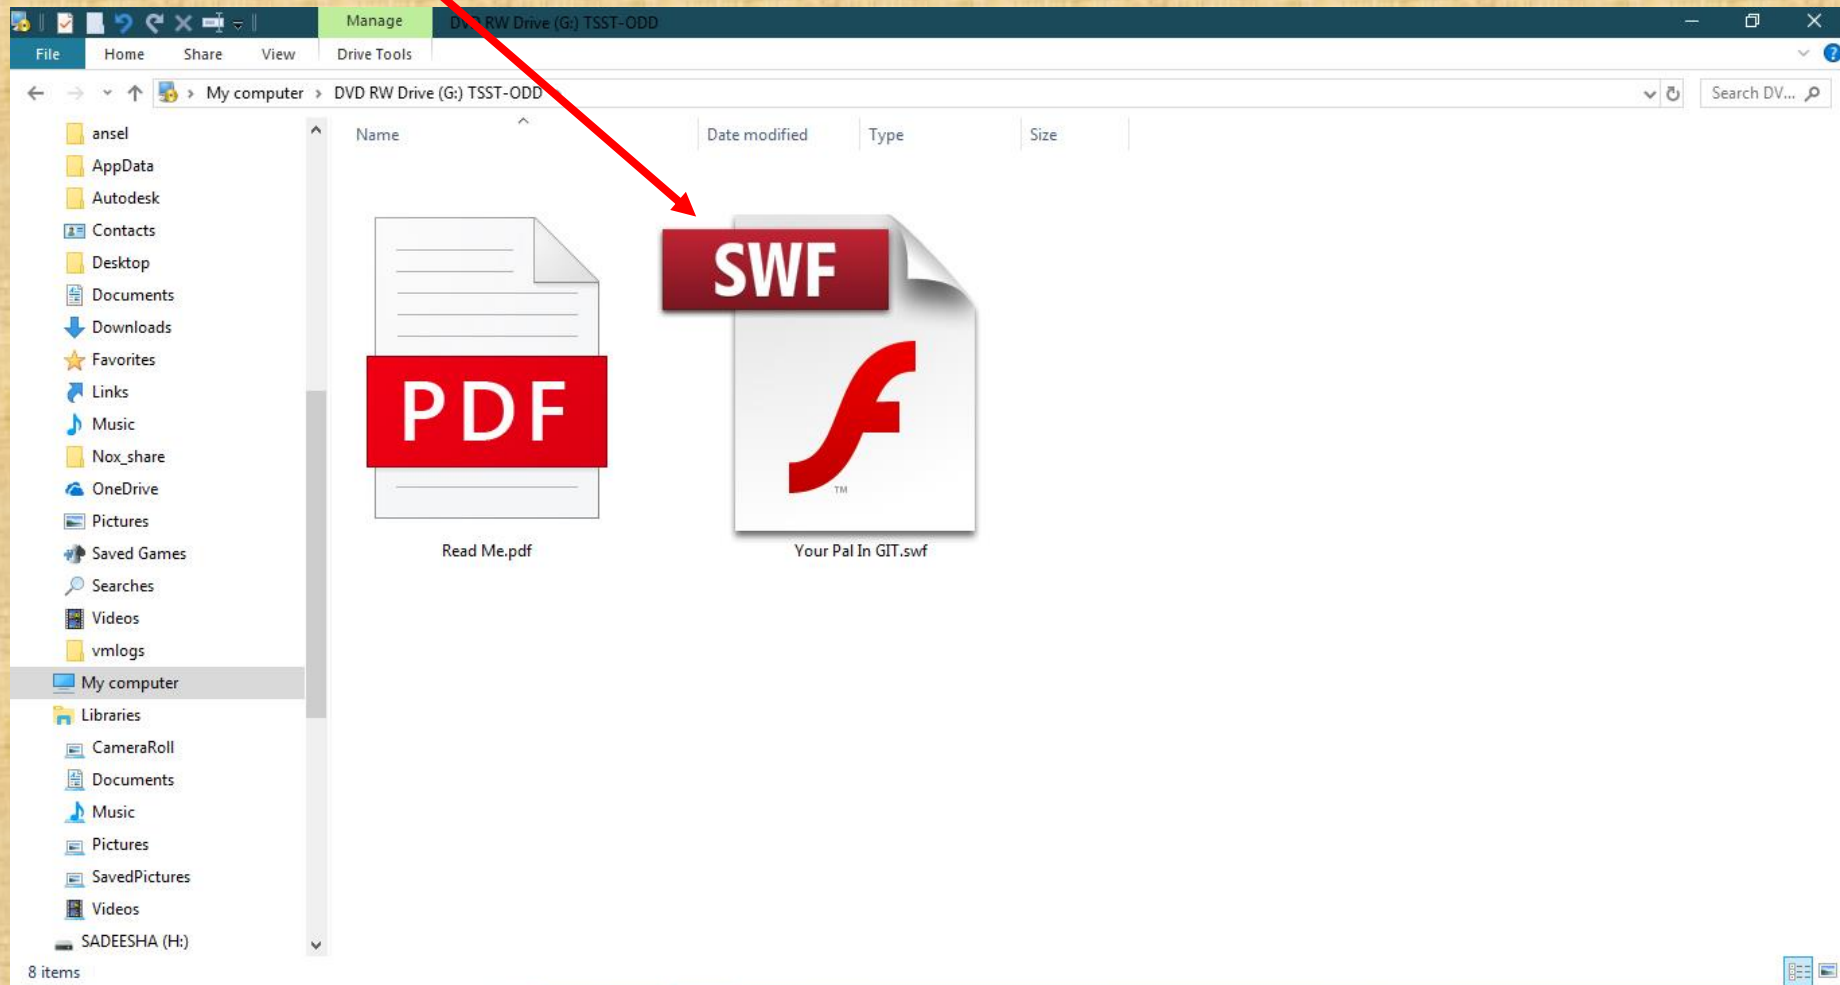 Manage DVD RW Drive (G:) TSST-ODD
File Home Share View Drive Tools
My computer DVD RW Drive (G:) TSST-ODD Search DV...
Name Date modified Type Size
ansel
AppData
Autodesk
Contacts
Desktop
Documents
Downloads
Favorites
Links
Music
Nox_share
OneDrive
Pictures
Saved Games
Searches
Videos
vmlogs
My computer
Libraries
CameraRoll
Documents
Music
Pictures
SavedPictures
Videos
SADEESHA (H:)
PDF
Read Me.pdf
SWF
TM
Your Pal In GIT.swf
8 items